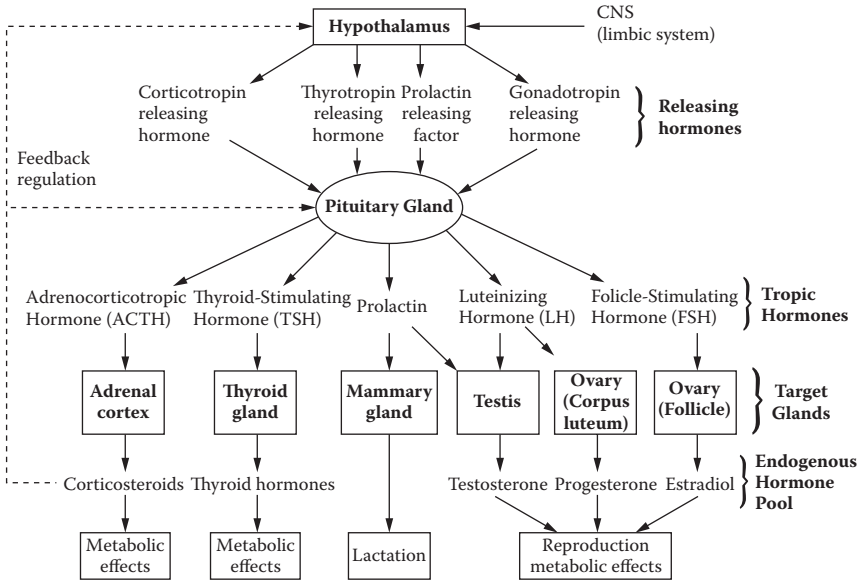 Hypothalamus
CNS
(limbic system)
Corticotropin
releasing
hormone
Thyrotropin
releasing
hormone
Prolactin
releasing
factor
Gonadotropin
releasing
hormone
Releasing
hormones
Feedback
regulation
Pituitary Gland
Adrenocorticotropic
Hormone (ACTH)
Thyroid-Stimulating
Hormone (TSH)
Prolactin
Luteinizing
Hormone (LH)
Folicle-Stimulating
Hormone (FSH)
Tropic
Hormones
Adrenal
cortex
Thyroid
gland
Mammary
gland
Testis
Ovary
(Corpus
luteum)
Ovary
(Follicle)
Target
Glands
Corticosteroids
Thyroid hormones
Testosterone
Progesterone
Estradiol
Endogenous
Hormone
Pool
Metabolic
effects
Metabolic
effects
Lactation
Reproduction
metabolic effects